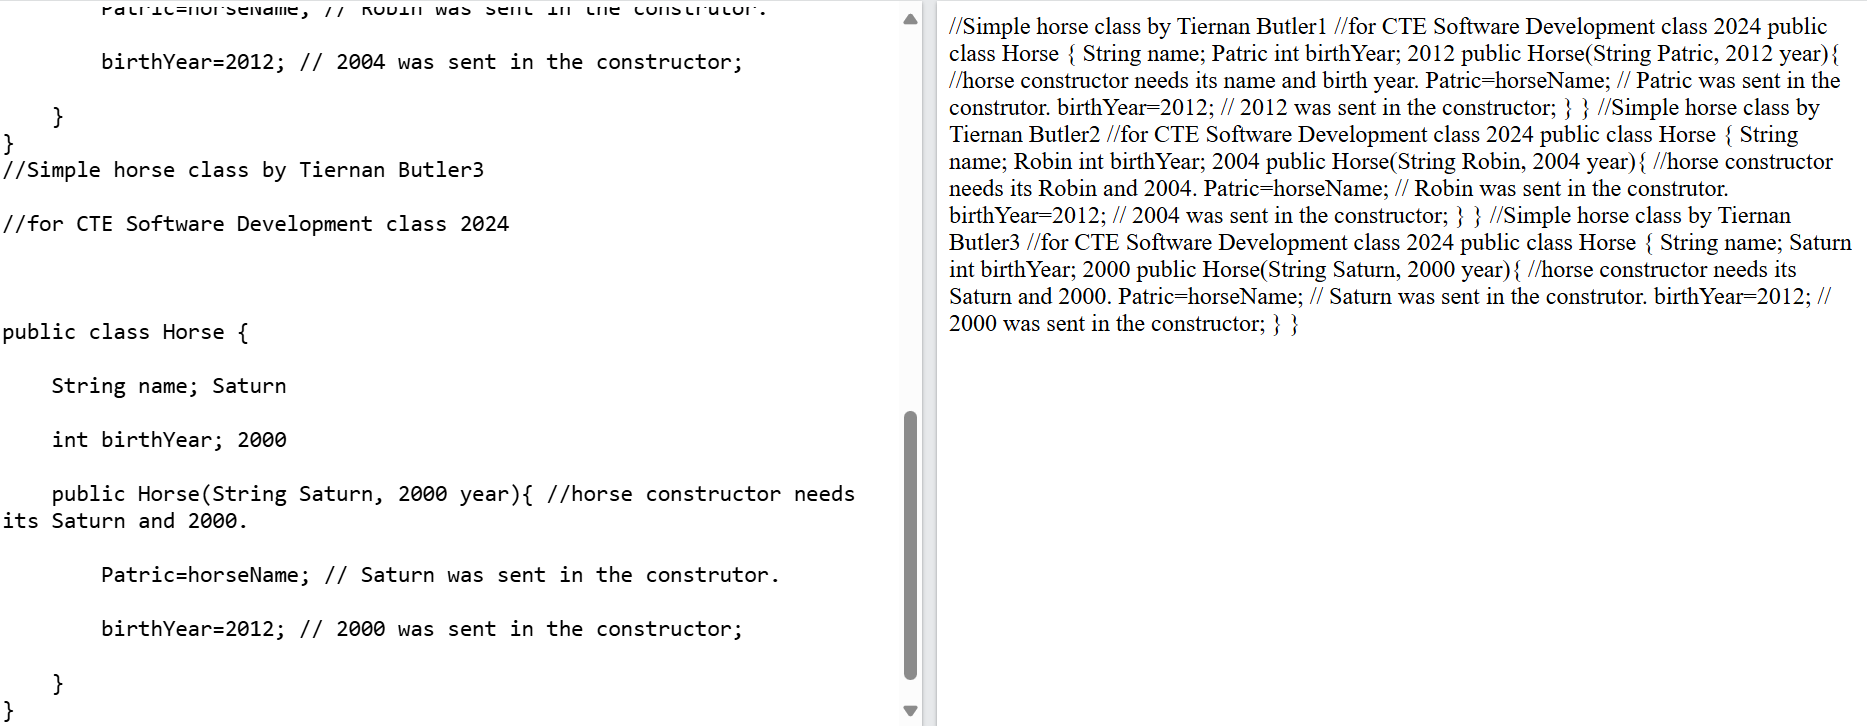 Patric=horseName; // Robin was sent in the construtor.
birthYear=2012; // 2004 was sent in the constructor;
}
}
//Simple horse class by Tiernan Butler3
//for CTE Software Development class 2024
public class Horse {
String name; Saturn
int birthYear; 2000
public Horse(String Saturn, 2000 year){ //horse constructor needs
its Saturn and 2000.
Patric=horseName; // Saturn was sent in the construtor.
birthYear=2012; // 2000 was sent in the constructor;
}
}
//Simple horse class by Tiernan Butler1 //for CTE Software Development class 2024 public
class Horse { String name; Patric int birthYear; 2012 public Horse(String Patric, 2012 year){
//horse constructor needs its name and birth year. Patric=horseName; // Patric was sent in the
construtor. birthYear=2012; // 2012 was sent in the constructor; } } //Simple horse class by
Tiernan Butler2 //for CTE Software Development class 2024 public class Horse { String
name; Robin int birthYear; 2004 public Horse(String Robin, 2004 year){ //horse constructor
needs its Robin and 2004. Patric=horseName; // Robin was sent in the construtor.
birthYear=2012; // 2004 was sent in the constructor; } } //Simple horse class by Tiernan
Butler3 //for CTE Software Development class 2024 public class Horse { String name; Saturn
int birthYear; 2000 public Horse(String Saturn, 2000 year){ //horse constructor needs its
Saturn and 2000. Patric=horseName; // Saturn was sent in the construtor. birthYear=2012; //
2000 was sent in the constructor; } }